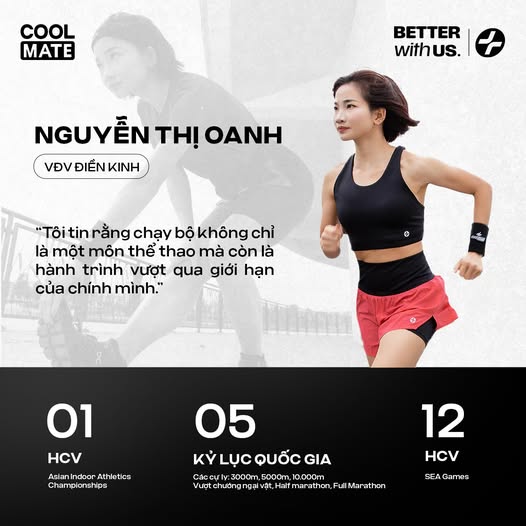 COOL
MATE
BETTER
with US.
NGUYỄN THỊ OANH
VĐV ĐIỀN KINH
“Tôi tin rằng chạy bộ không chỉ
là một môn thể thao mà còn là
hành trình vượt qua giới hạn
của chính mình.”
01
HCV
Asian Indoor Athletics
Championships
05
KỶ LỤC QUỐC GIA
Các cự ly: 3000m, 5000m, 10.000m
Vượt chướng ngại vật, Half marathon, Full Marathon
12
HCV
SEA Games